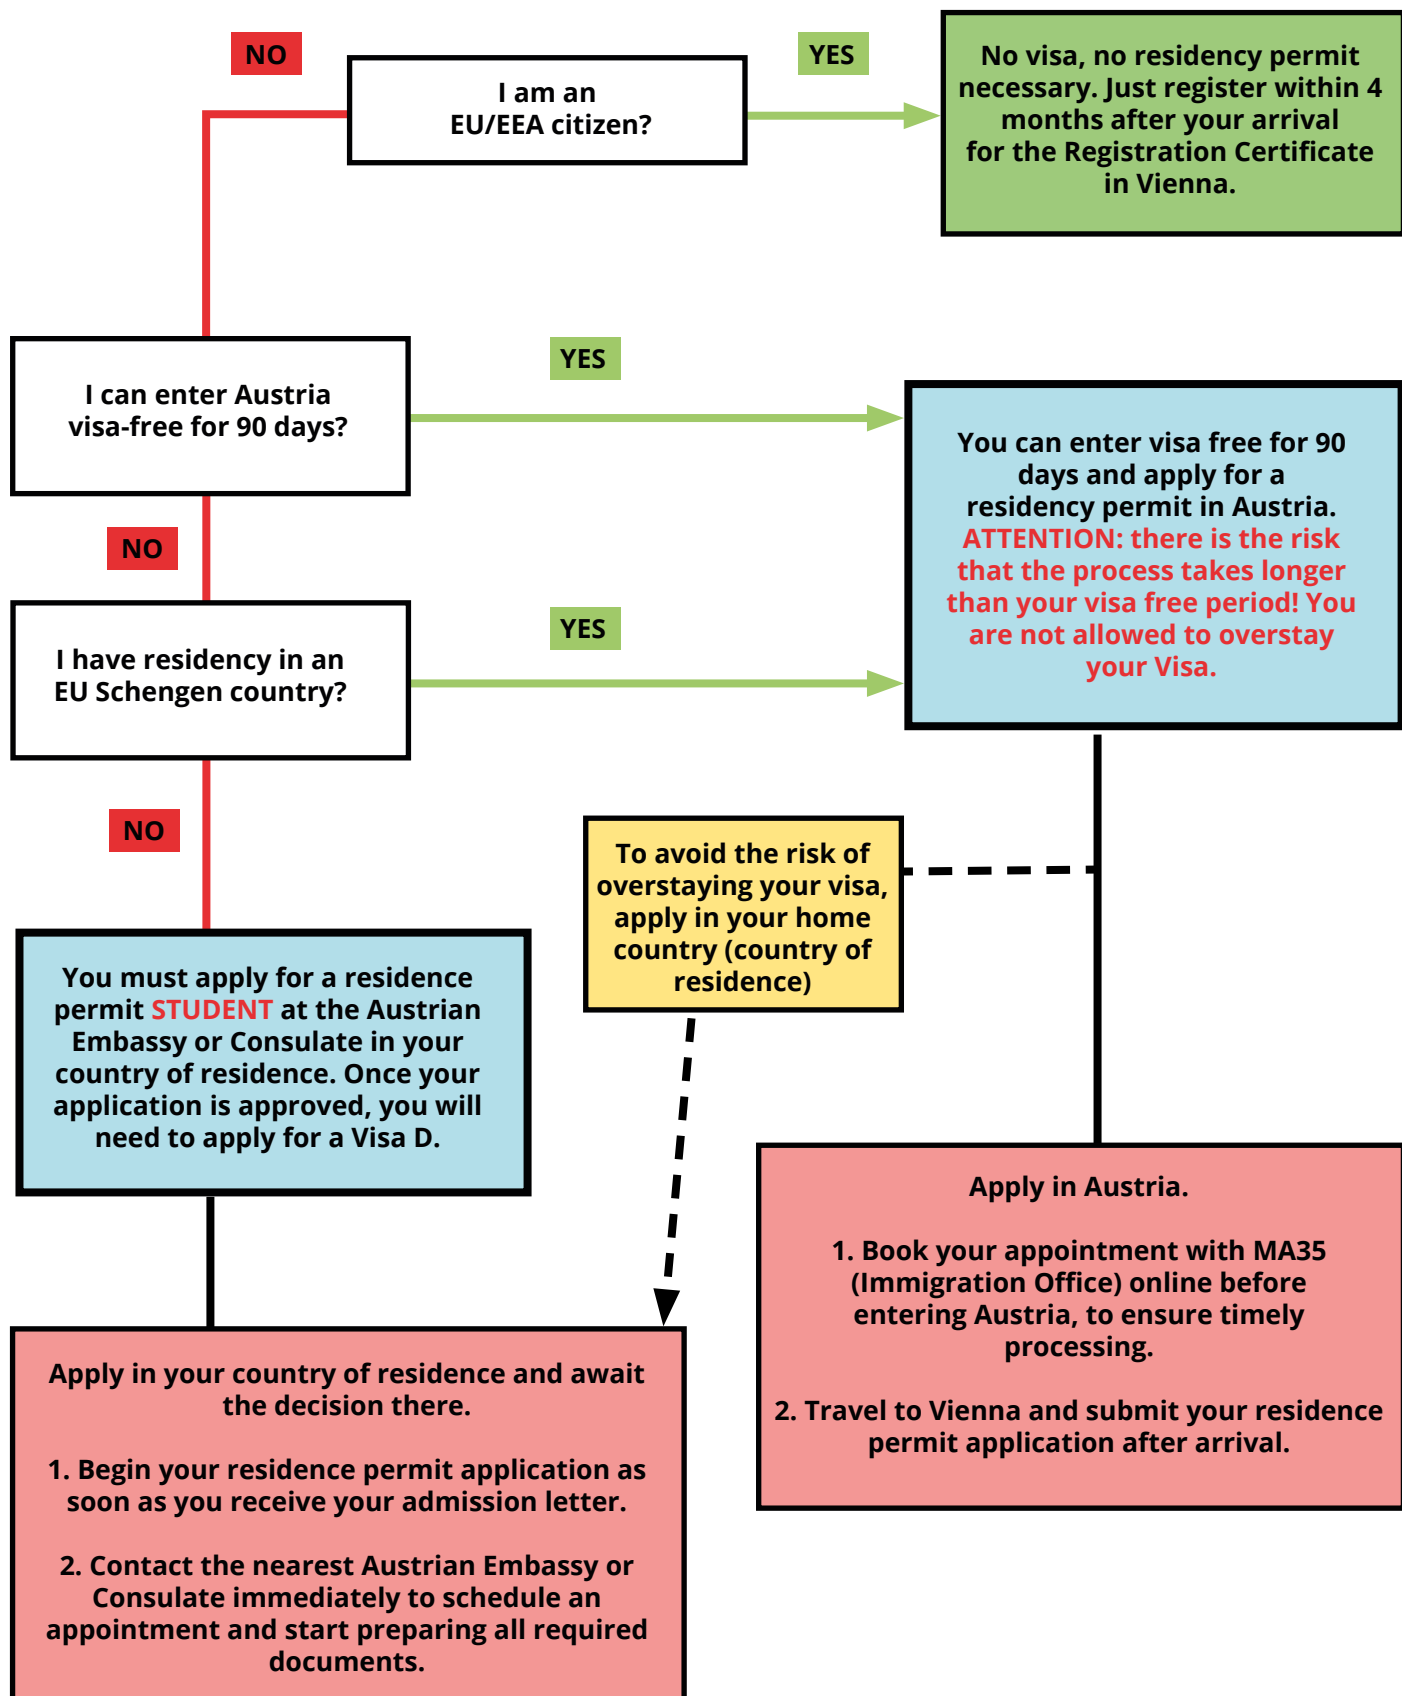 NO
I am an
EU/EEA citizen?
YES
No visa, no residency permit
necessary. Just register within 4
months after your arrival
for the Registration Certificate
in Vienna.
I can enter Austria
visa-free for 90 days?
YES
You can enter visa free for 90
days and apply for a
residency permit in Austria.
ATTENTION: there is the risk
that the process takes longer
than your visa free period! You
are not allowed to overstay
your Visa.
NO
I have residency in an
EU Schengen country?
YES
NO
To avoid the risk of
overstaying your visa,
apply in your home
country (country of
residence)
You must apply for a residence
permit STUDENT at the Austrian
Embassy or Consulate in your
country of residence. Once your
application is approved, you will
need to apply for a Visa D.
Apply in Austria.
1. Book your appointment with MA35
(Immigration Office) online before
entering Austria, to ensure timely
processing.
2. Travel to Vienna and submit your residence
permit application after arrival.
Apply in your country of residence and await
the decision there.
1. Begin your residence permit application as
soon as you receive your admission letter.
2. Contact the nearest Austrian Embassy or
Consulate immediately to schedule an
appointment and start preparing all required
documents.